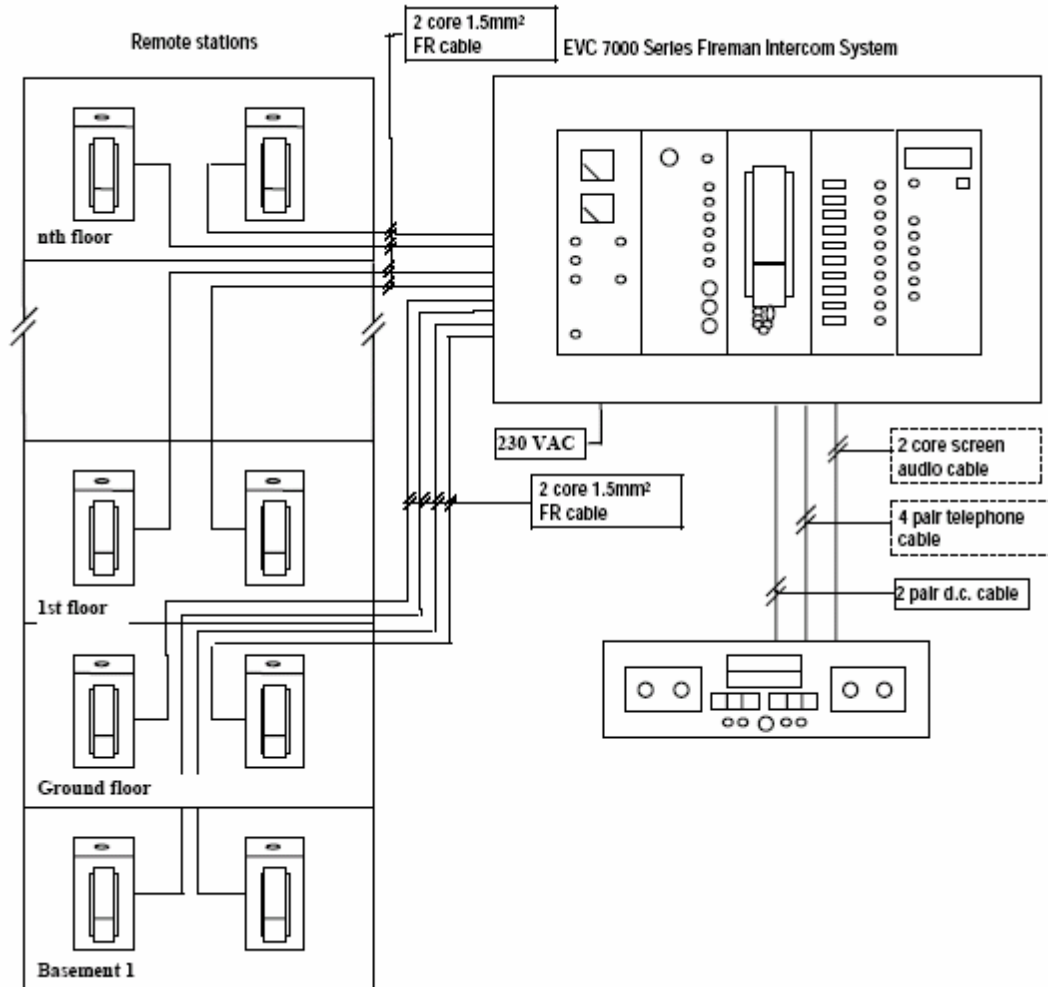 Remote stations
2 core 1.5mm²
FR cable
EVC 7000 Series Fireman Intercom System
nth floor
230 VAC
2 core screen
audio cable
2 core 1.5mm²
FR cable
4 pair telephone
cable
2 pair d.c. cable
1st floor
Ground floor
Basement 1